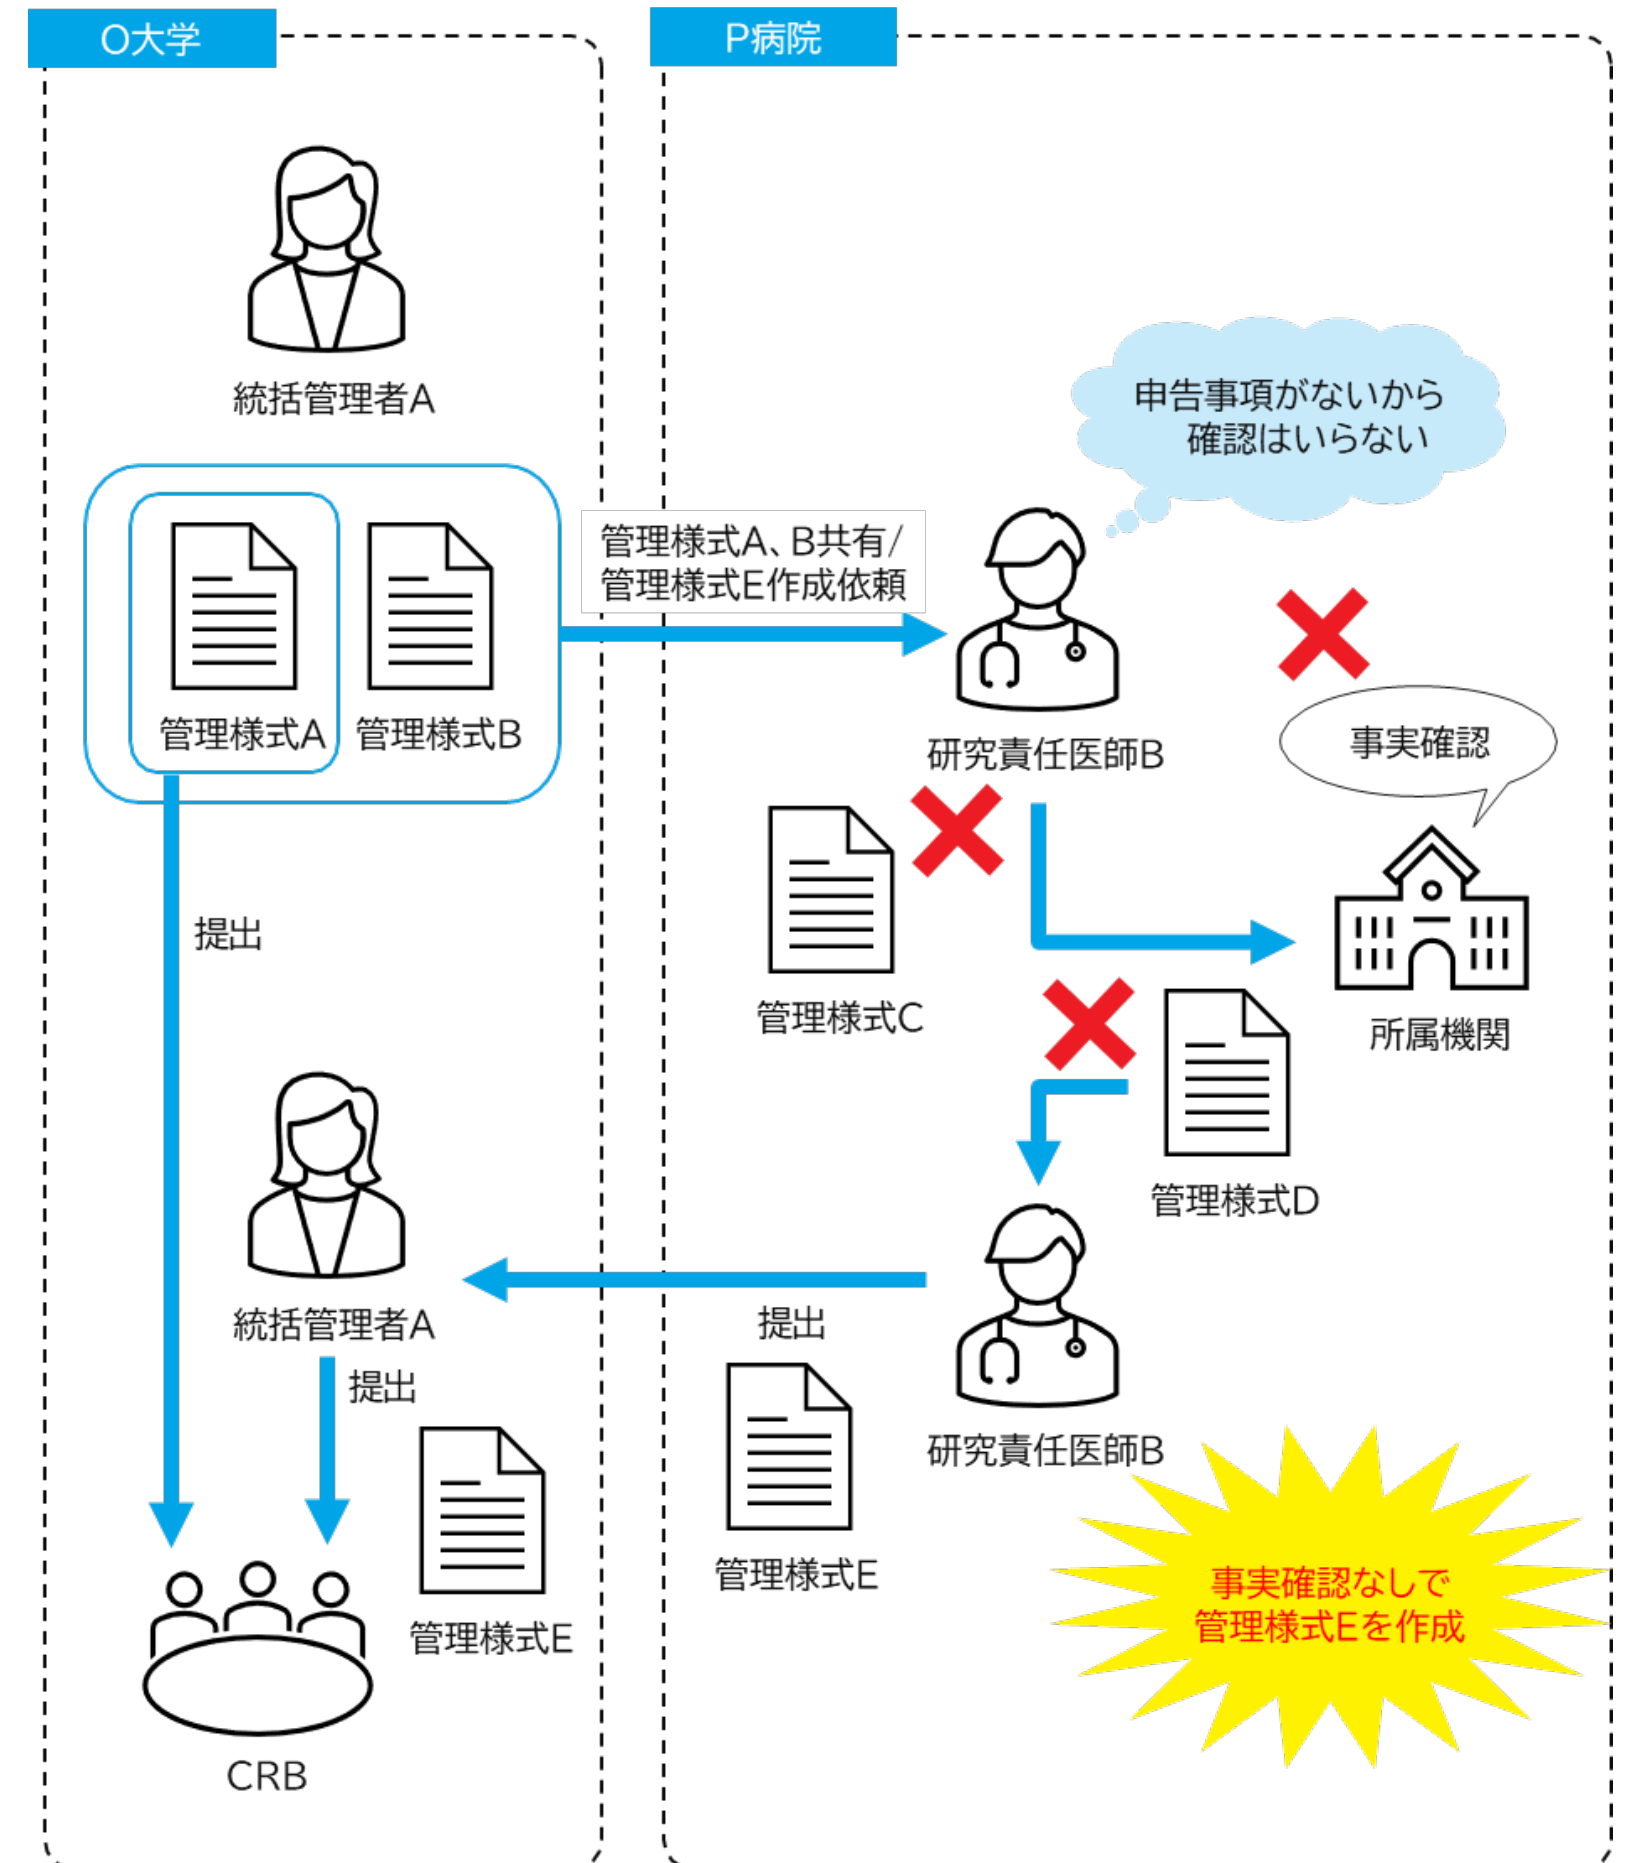 O大学
P病院
統括管理者A
申告事項がないから
確認はいらない
管理様式A、B共有/
管理様式E作成依頼
管理様式A
管理様式B
研究責任医師B
事実確認
提出
管理様式C
所属機関
管理様式D
統括管理者A
提出
提出
研究責任医師B
管理様式E
管理様式E
事実確認なしで
管理様式Eを作成
CRB